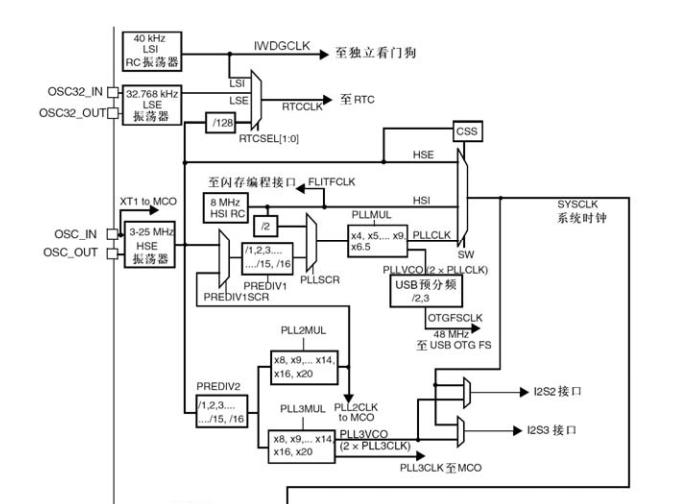 40 kHz
LSI
RC振荡器
IWDGCLK
至独立看门狗
LSI
OSC32_IN
OSC32_OUT
32.768 kHz
LSE
振荡器
LSE
RTCCLK
至 RTC
/128
RTCSEL[1:0]
CSS
HSE
至闪存编程接口
FLITFCLK
XT1 to MCO
8 MHz
HSI RC
HSI
SYSCLK
系统时钟
/2
PLLMUL
OSC_IN
OSC_OUT
3-25 MHz
HSE
振荡器
x4, x5,... x9,
x6.5
PLLCLK
/1,2,3....
..../15, /16
SW
PLLSCR
PREDIV1
PREDIV1SCR
PLLVCO (2 × PLLCLK)
USB预分频
/2,3
OTGFSCLK
48 MHz
至 USB OTG FS
PLL2MUL
x8, x9,... x14,
x16, x20
PREDIV2
/1,2,3....
..../15, /16
PLL2CLK
to MCO
I2S2 接口
PLL3MUL
x8, x9,... x14,
x16, x20
PLL3VCO
(2 × PLL3CLK)
I2S3 接口
PLL3CLK 至MCO